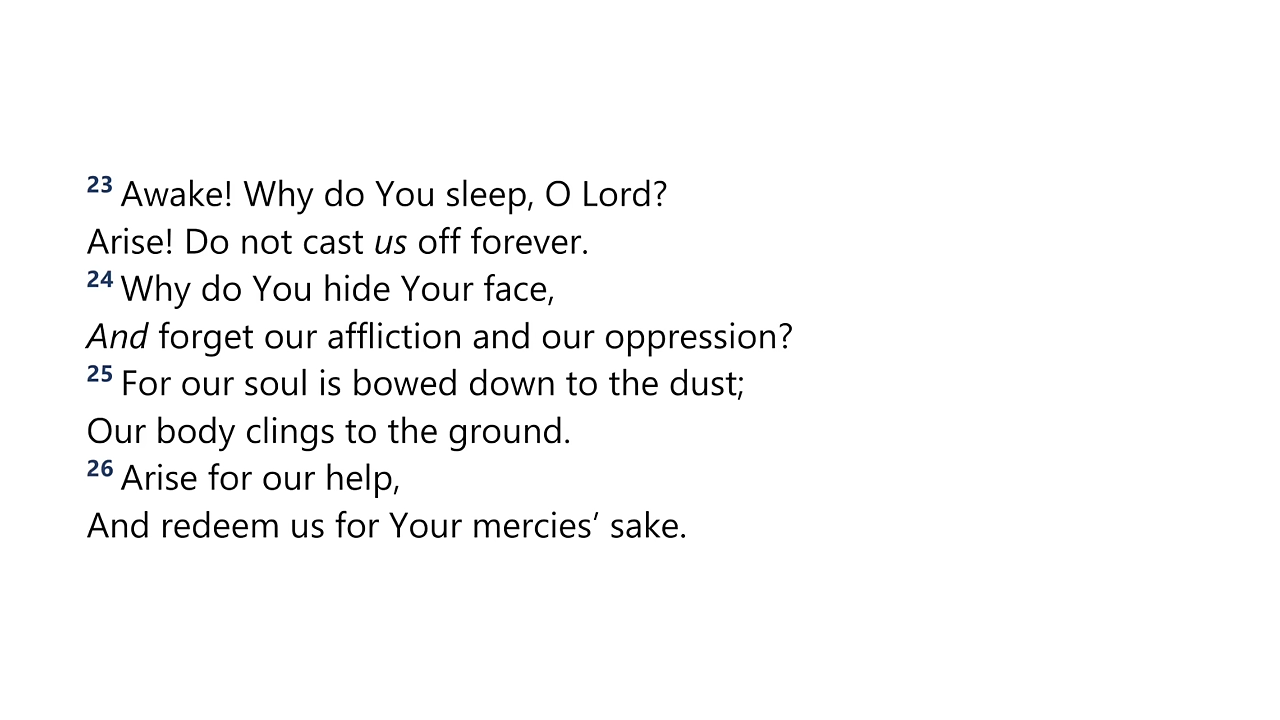 23 Awake! Why do You sleep, O Lord?
Arise! Do not cast us off forever.
24 Why do You hide Your face,
And forget our affliction and our oppression?
25 For our soul is bowed down to the dust;
Our body clings to the ground.
26 Arise for our help,
And redeem us for Your mercies’ sake.